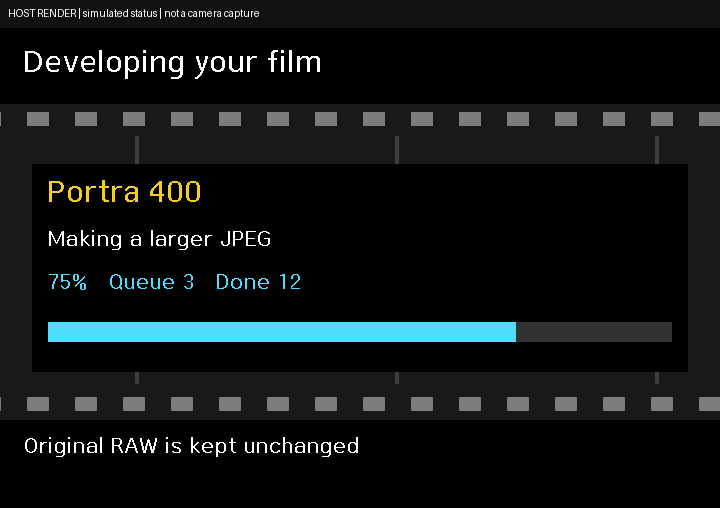 HOST RENDER | simulated status | not a camera capture
Developing your film
Portra 400
Making a larger JPEG
75% Queue 3 Done 12
Original RAW is kept unchanged